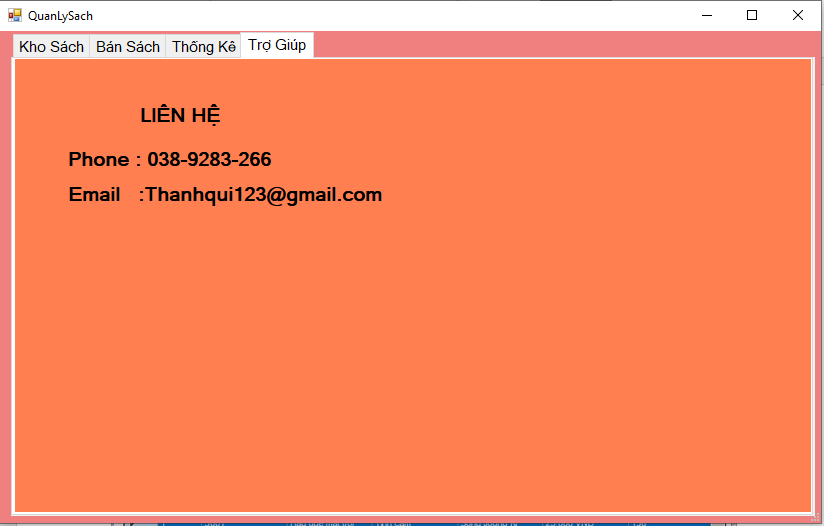 QuanLySach
Kho Sách Bán Sách Thống Kê Trợ Giúp
LIÊN HỆ
Phone : 038-9283-266
Email :Thanhqui123@gmail.com